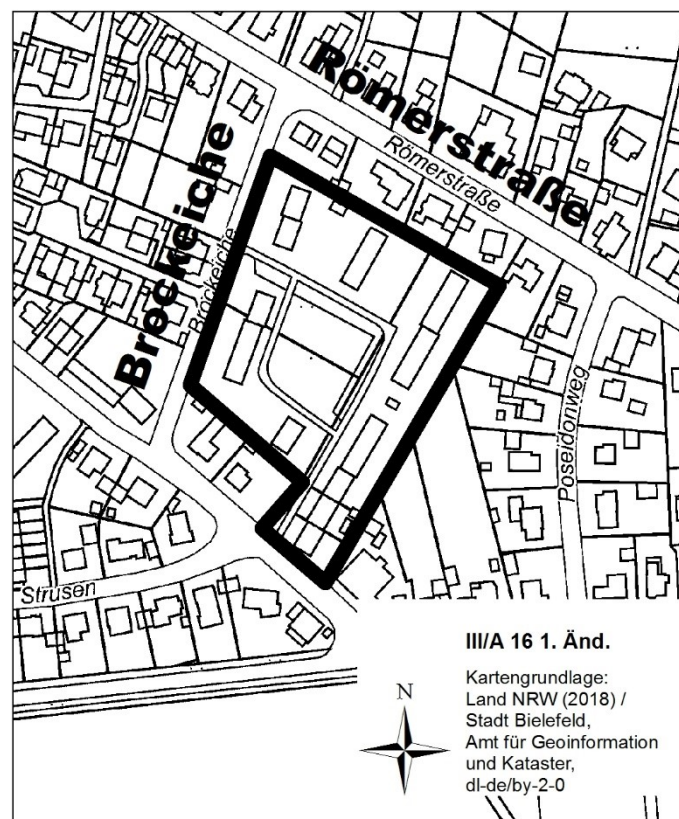 Römerstraße
Römerstraße
Brockeiche
Brockeiche
Poseidonweg
Strusen
III/A 16 1. Änd.
Kartengrundlage:
Land NRW (2018) /
Stadt Bielefeld,
Amt für Geoinformation
und Kataster,
dl-de/by-2-0
N